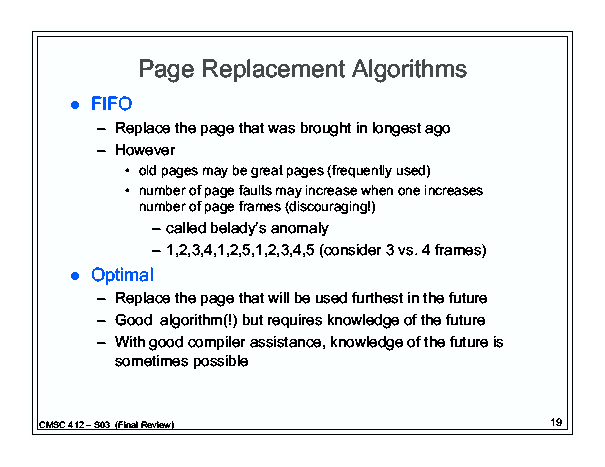 Page Replacement Algorithms
● FIFO
– Replace the page that was brought in longest ago
– However
• old pages may be great pages (frequently used)
• number of page faults may increase when one increases
number of page frames (discouraging!)
– called belady's anomaly
– 1,2,3,4,1,2,5,1,2,3,4,5 (consider 3 vs. 4 frames)
● Optimal
– Replace the page that will be used furthest in the future
– Good algorithm(!) but requires knowledge of the future
– With good compiler assistance, knowledge of the future is
sometimes possible
CMSC 412 – S03 (Final Review)
19